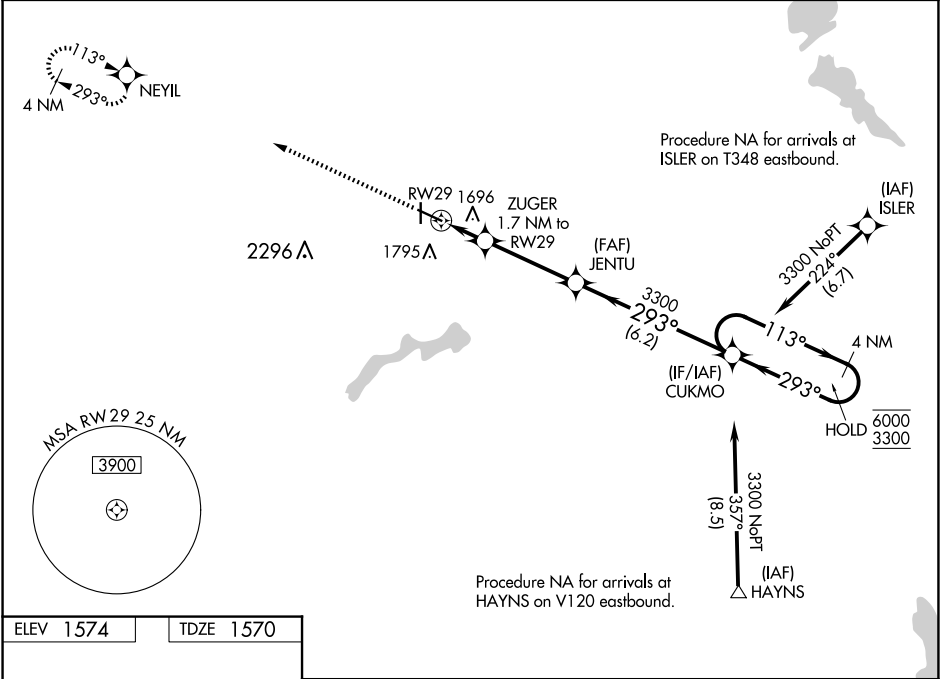 113°
293°
4 NM
NEYIL
Procedure NA for arrivals at
ISLER on T348 eastbound.
(IAF)
ISLER
3300 NoPT
224°
(6.7)
RW29
1696
ZUGER
1.7 NM to
RW29
2296
1795
(FAF)
JENTU
3300
293°
(6.2)
113°
4 NM
293°
(IF/IAF)
CUKMO
HOLD
6000
3300
MSA RW29 25 NM
3900
3300 NoPT
357°
(8.5)
Procedure NA for arrivals at
HAYNS on V120 eastbound.
(IAF)
HAYNS
ELEV 1574
TDZE 1570